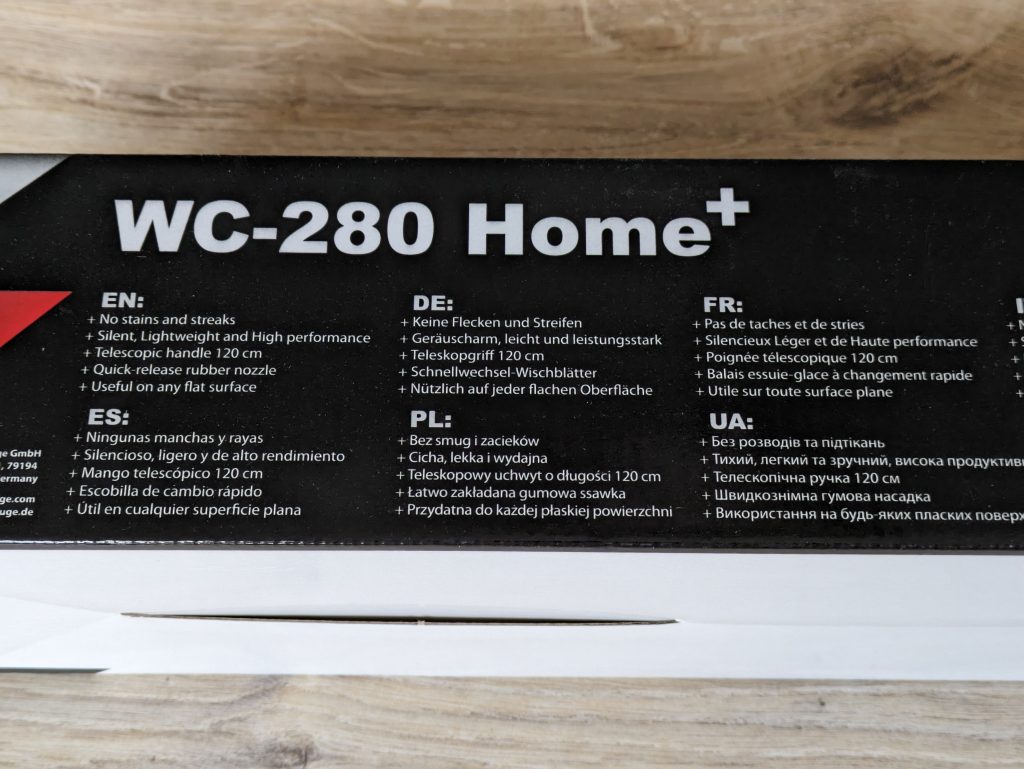 WC-280 Home+
EN:
+ No stains and streaks
+ Silent, Lightweight and High performance
+ Telescopic handle 120 cm
+ Quick-release rubber nozzle
+ Useful on any flat surface
DE:
+ Keine Flecken und Streifen
+ Geräuscharm, leicht und leistungsstark
+ Teleskopgriff 120 cm
+ Schnellwechsel-Wischblätter
+ Nützlich auf jeder flachen Oberfläche
FR:
+ Pas de taches et de stries
+ Silencieux Léger et de Haute performance
+ Poignée télescopique 120 cm
+ Balais essuie-glace à changement rapide
+ Utile sur toute surface plane
ES:
+ Ningunas manchas y rayas
+ Silencioso, ligero y de alto rendimiento
+ Mango telescópico 120 cm
+ Escobilla de cambio rápido
+ Útil en cualquier superficie plana
PL:
+ Bez smug i zacieków
+ Cicha, lekka i wydajna
+ Teleskopowy uchwyt o długości 120 cm
+ Łatwo zakładana gumowa ssawka
+ Przydatna do każdej płaskiej powierzchni
UA:
+ Без розводів та підтікань
+ Тихий, легкий та зручний, висока
+ Телескопічна ручка 120 см
+ Швидкознімна гумова насадка
+ Використання на будь-яких пласких
GmbH
79194